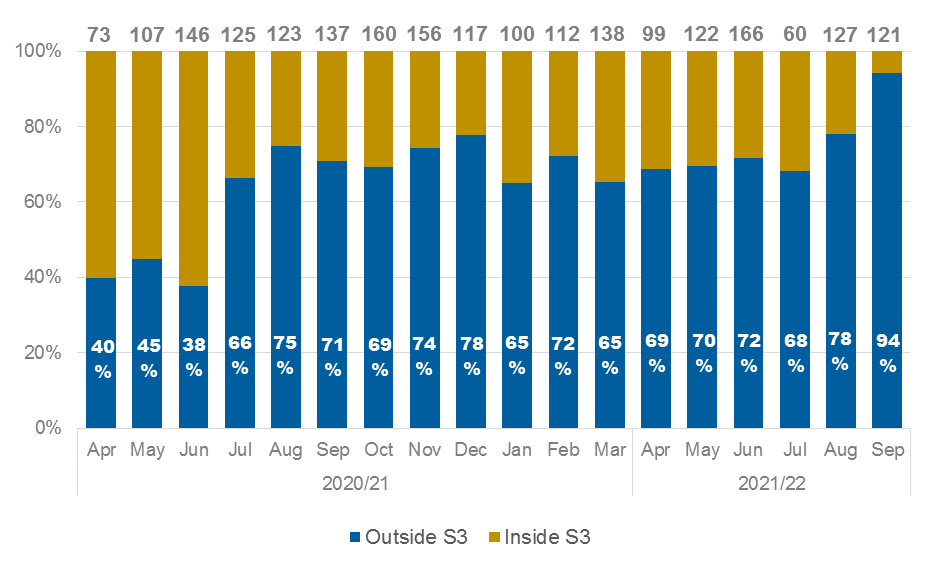 73 107 146 125 123 137 160 156 117 100 112 138 99 122 166 60 127 121
100%
80%
60%
40%
20%
0%
40 45 38 66 75 71 69 74 78 65 72 65 69 70 72 68 78 94
% % % % % % % % % % % % % % % % % %
Apr May Jun Jul Aug Sep Oct Nov Dec Jan Feb Mar Apr May Jun Jul Aug Sep
2020/21 2021/22
Outside S3 Inside S3